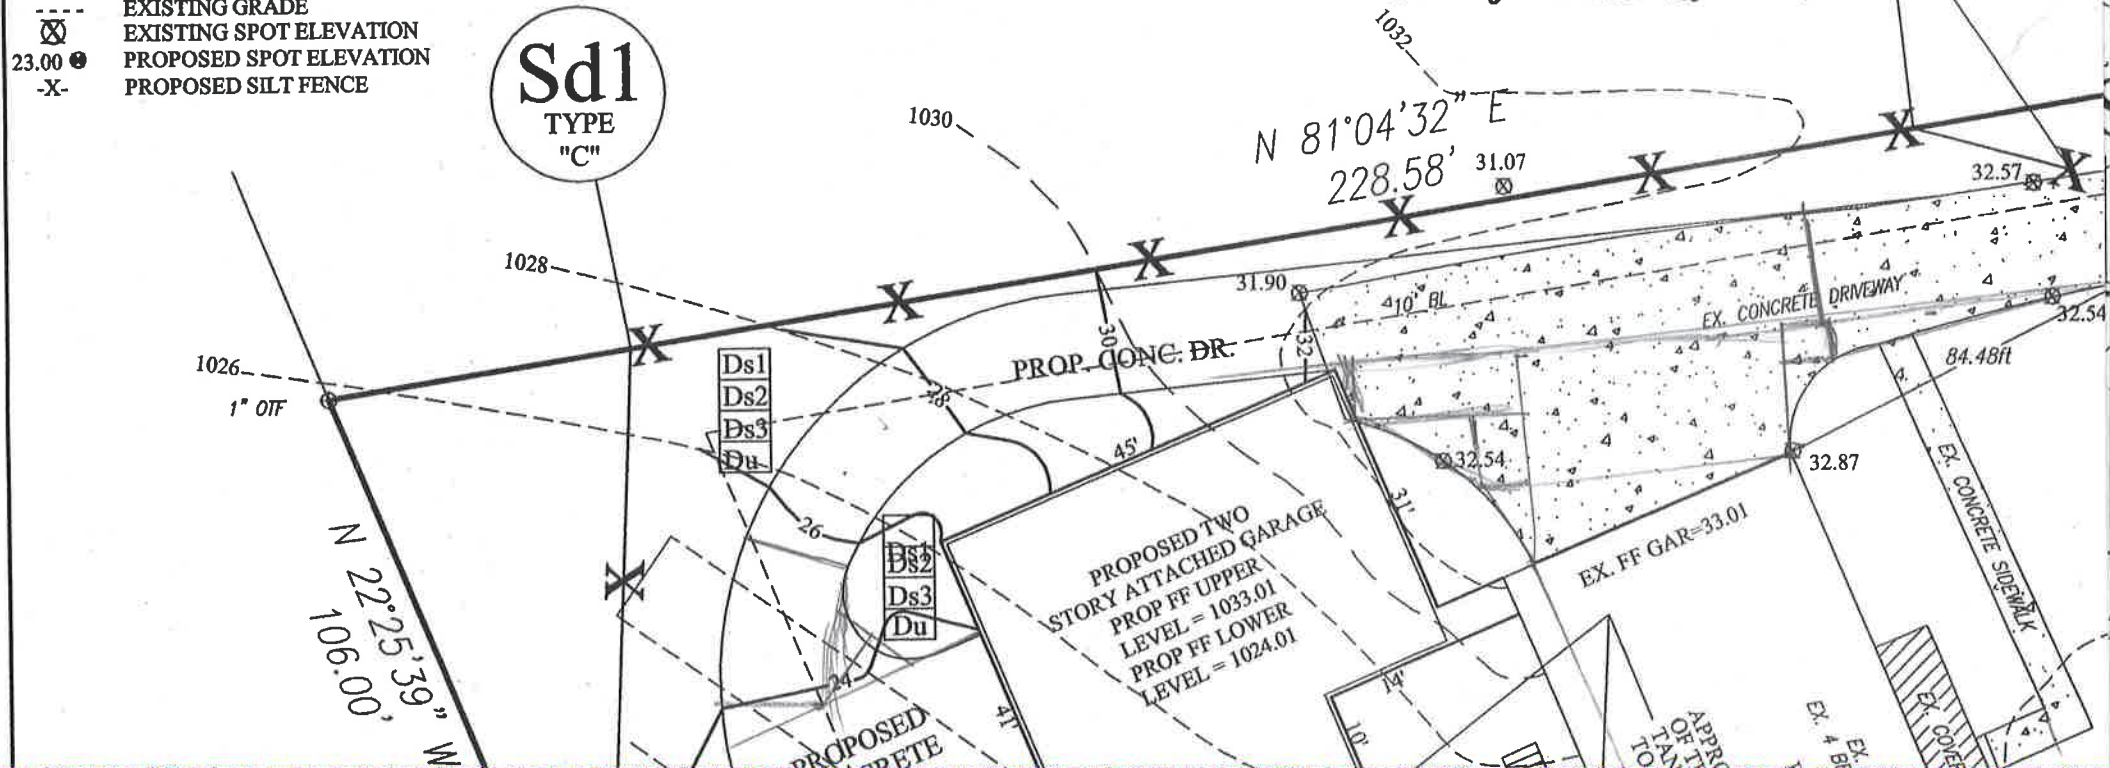 ---- EXISTING GRADE
EXISTING SPOT ELEVATION
23.00 PROPOSED SPOT ELEVATION
-X- PROPOSED SILT FENCE
Sd1
TYPE
"C"
1032
1030
N 81°04'32" E
228.58'
31.07
32.57
1028
31.90
10' BL
EX. CONCRETE DRIVEWAY
32.54
84.48ft
1026
1" OTF
30
PROP. CONC. DR.
32
Ds1
Ds2
Ds3
Du
28
45'
32.54
32.87
26
31'
EX. CONCRETE SIDEWALK
Ds1
Ds2
Ds3
Du
PROPOSED TWO
STORY ATTACHED GARAGE
PROP FF UPPER
LEVEL = 1033.01
PROP FF LOWER
LEVEL = 1024.01
EX. FF GAR=33.01
N 22°25'39" W
106.00'
24
41'
14'
10'
PROPOSED
EX.
EX. 4
X
X
X
X
X
X
X
X